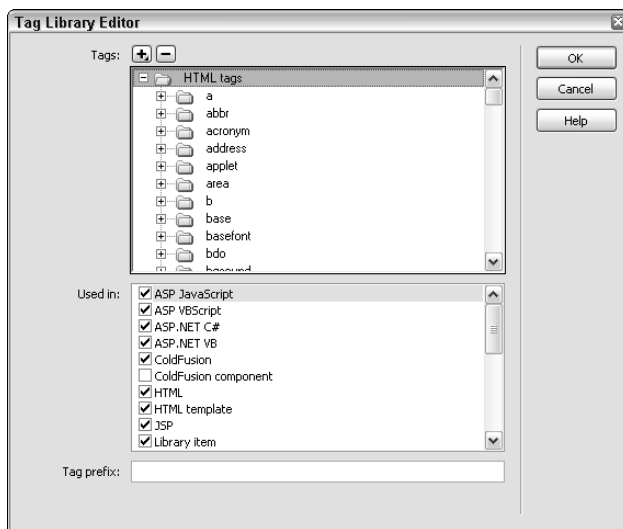 Tag Library Editor
Tags:
HTML tags
a
abbr
acronym
address
applet
area
b
base
basefont
bdo
bgsound
OK
Cancel
Help
Used in:
ASP JavaScript
ASP VBScript
ASP.NET C#
ASP.NET VB
ColdFusion
ColdFusion component
HTML
HTML template
JSP
Library item
Tag prefix: